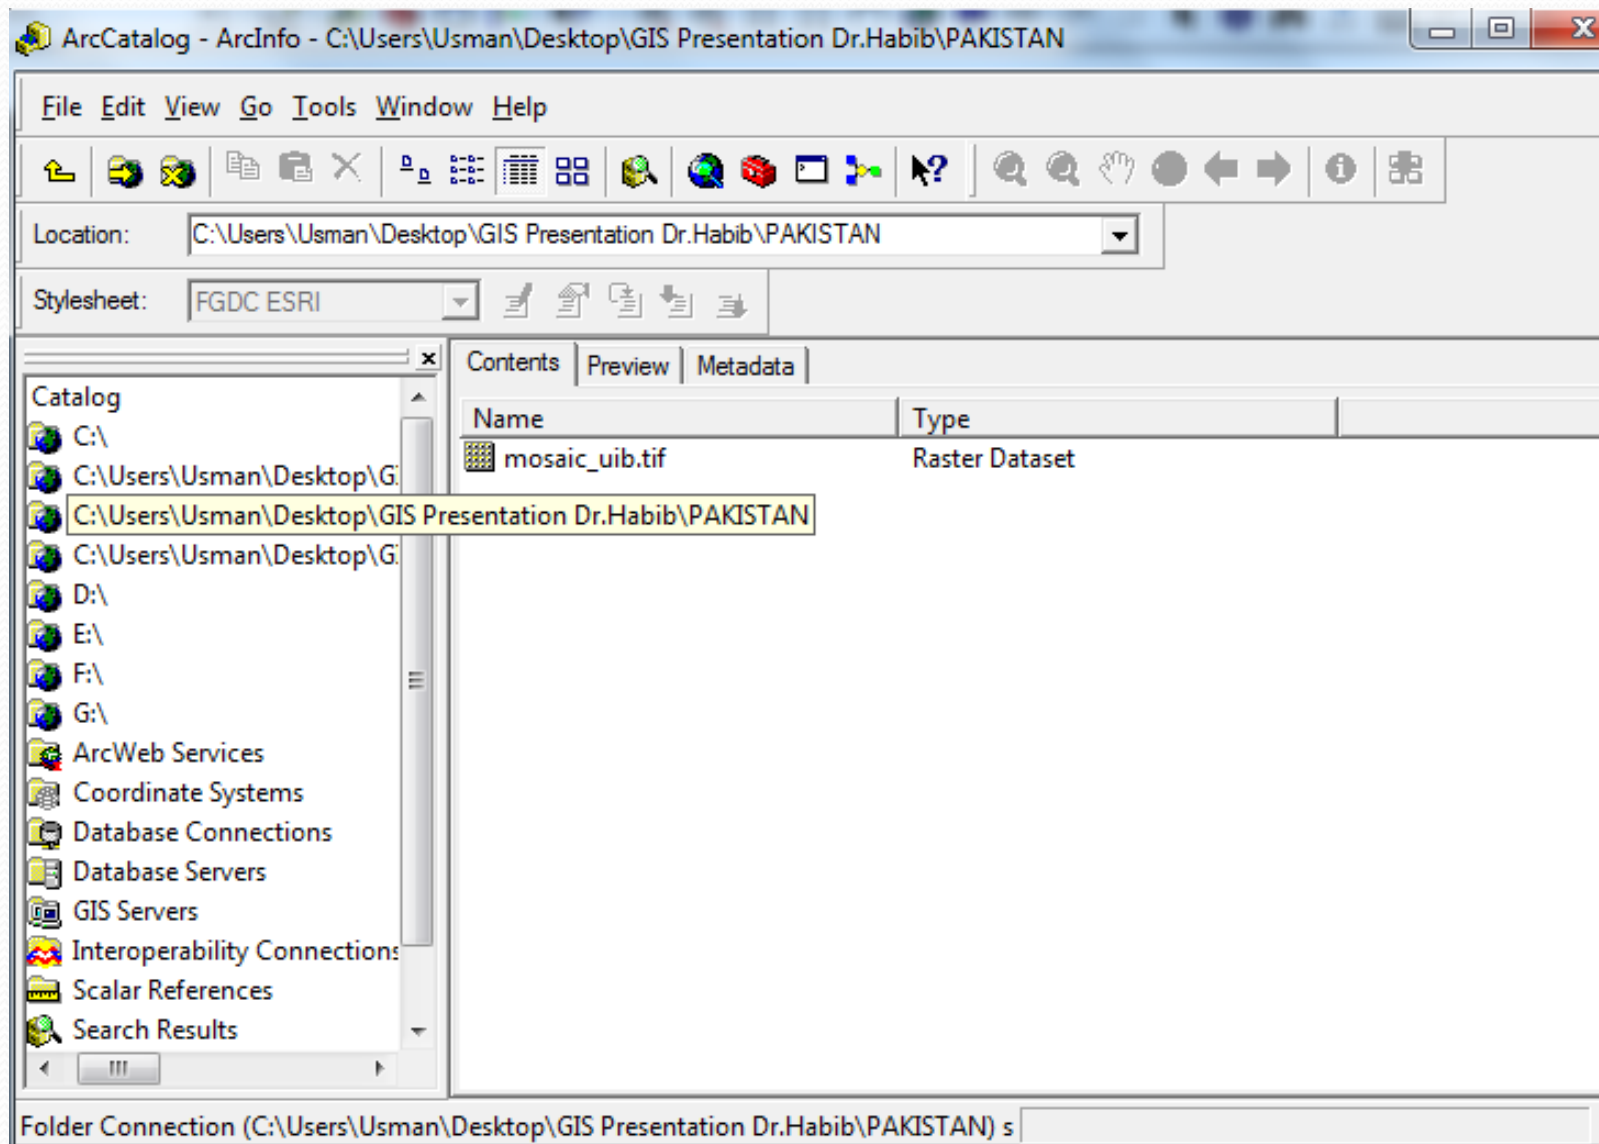 ArcCatalog - ArcInfo - C:\Users\Usman\Desktop\GIS Presentation Dr.Habib\PAKISTAN
File Edit View Go Tools Window Help
Location: C:\Users\Usman\Desktop\GIS Presentation Dr.Habib\PAKISTAN
Stylesheet: FGDC ESRI
Contents Preview Metadata
Name Type
mosaic_uib.tif Raster Dataset
Catalog
C:\
C:\Users\Usman\Desktop\G
C:\Users\Usman\Desktop\GIS Presentation Dr.Habib\PAKISTAN
C:\Users\Usman\Desktop\G
D:\
E:\
F:\
G:\
ArcWeb Services
Coordinate Systems
Database Connections
Database Servers
GIS Servers
Interoperability Connections
Scalar References
Search Results
Folder Connection (C:\Users\Usman\Desktop\GIS Presentation Dr.Habib\PAKISTAN) s